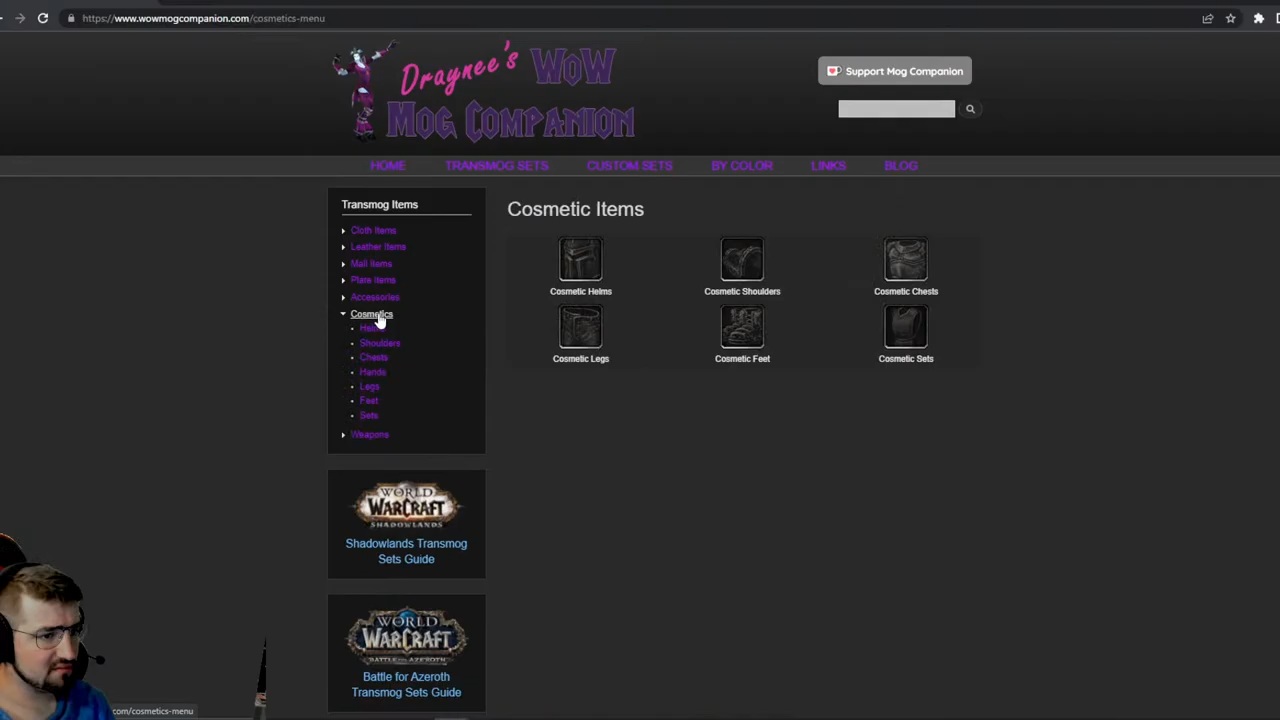 https://www.wowmogcompanion.com/cosmetics-menu
Draynee's WoW
Mog Companion
Support Mog Companion
HOME
TRANSMOG SETS
CUSTOM SETS
BY COLOR
LINKS
BLOG
Transmog Items
Cloth Items
Leather Items
Mail Items
Plate Items
Accessories
Cosmetics
Shoulders
Chests
Hands
Legs
Feet
Sets
Weapons
Cosmetic Items
Cosmetic Helms
Cosmetic Shoulders
Cosmetic Chests
Cosmetic Legs
Cosmetic Feet
Cosmetic Sets
WORLD
WARCRAFT
SHADOWLANDS
Shadowlands Transmog
Sets Guide
WORLD
WARCRAFT
BATTLE FOR AZEROTH
Battle for Azeroth
Transmog Sets Guide
com/cosmetics-menu